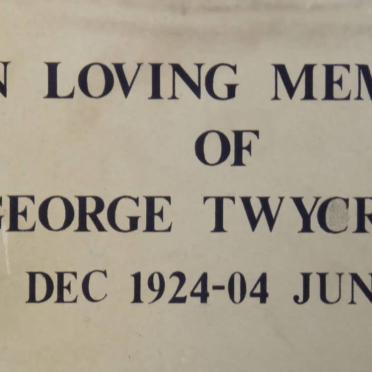 N LOVING MEM
OF
GEORGE TWYCR
DEC 1924-04 JUN